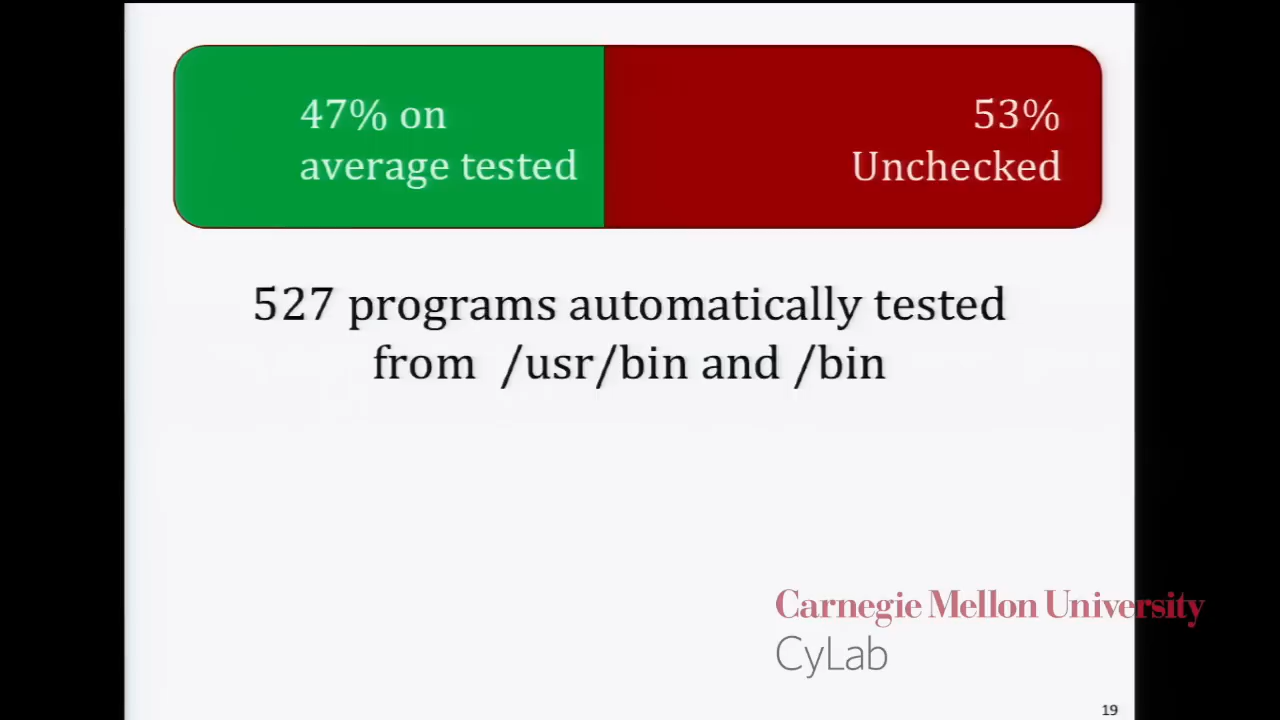 47% on
average tested
53%
Unchecked
527 programs automatically tested
from /usr/bin and /bin
Carnegie Mellon University
CyLab
19